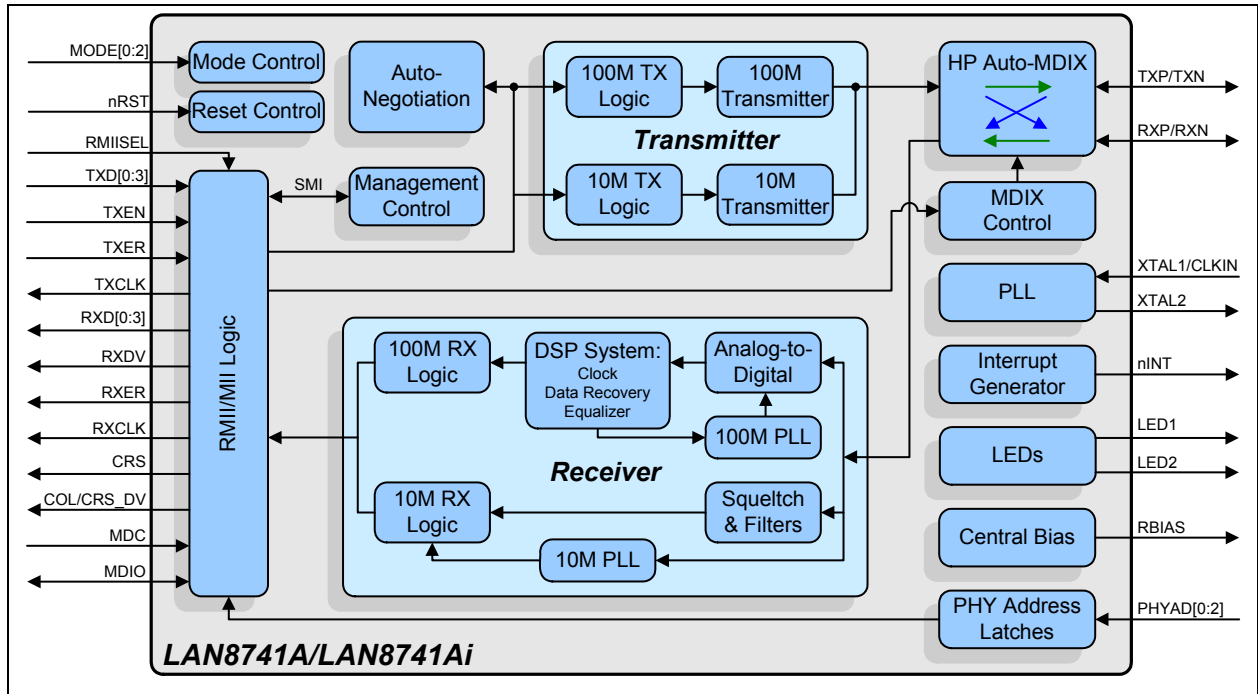 MODE[0:2]
nRST
RMIISEL
TXD[0:3]
TXEN
TXER
TXCLK
RXD[0:3]
RXDV
RXER
RXCLK
CRS
COL/CRS_DV
MDC
MDIO
Mode Control
Reset Control
RMII/MII Logic
Auto-
Negotiation
SMI
Management
Control
100M TX
Logic
100M
Transmitter
Transmitter
10M TX
Logic
10M
Transmitter
100M RX
Logic
DSP System:
Clock
Data Recovery
Equalizer
Analog-to-
Digital
100M PLL
Receiver
10M RX
Logic
Squeltch
& Filters
10M PLL
HP Auto-MDIX
MDIX
Control
PLL
Interrupt
Generator
LEDs
Central Bias
PHY Address
Latches
TXP/TXN
RXP/RXN
XTAL1/CLKIN
XTAL2
nINT
LED1
LED2
RBIAS
PHYAD[0:2]
LAN8741A/LAN8741Ai